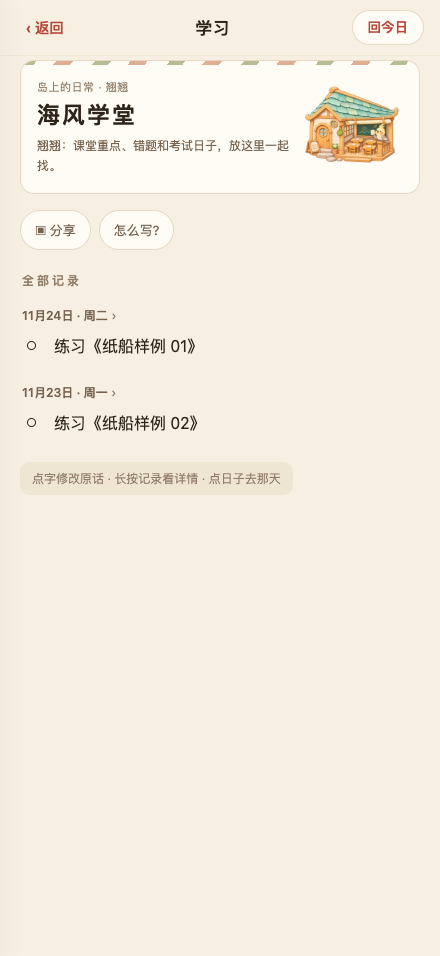 ‹ 返回
学习
回今日
岛上的日常 · 翘翘
海风学堂
翘翘：课堂重点、错题和考试日子，放这里一起
找。
▣ 分享
怎么写?
全部记录
11月24日 · 周二 ›
练习《纸船样例 01》
11月23日 · 周一 ›
练习《纸船样例 02》
点字修改原话 · 长按记录看详情 · 点日子去那天